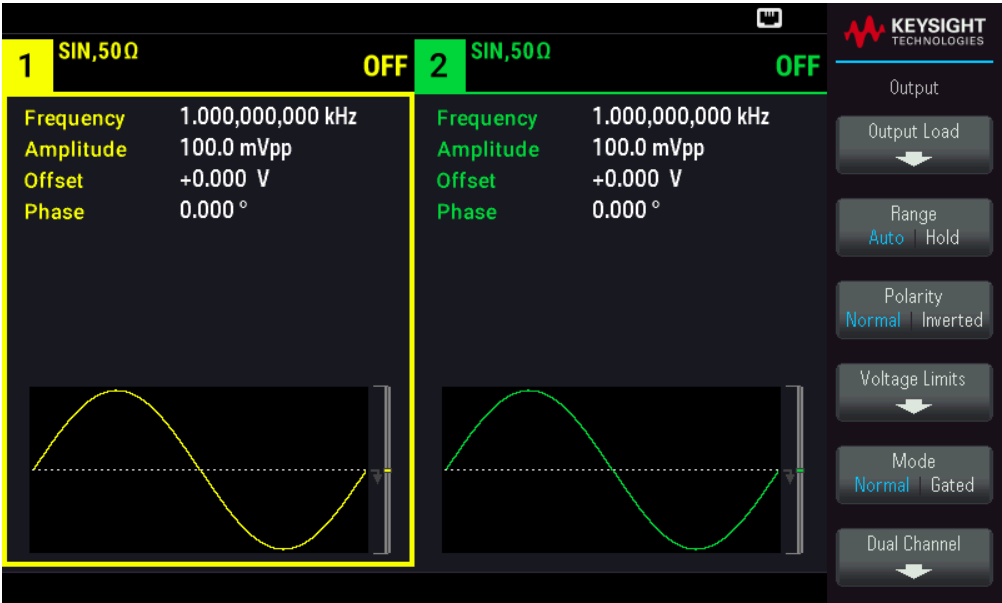 KEYSIGHT
TECHNOLOGIES
1 SIN,50Ω OFF
2 SIN,50Ω OFF
Frequency 1.000,000,000 kHz
Amplitude 100.0 mVpp
Offset +0.000 V
Phase 0.000 °
Frequency 1.000,000,000 kHz
Amplitude 100.0 mVpp
Offset +0.000 V
Phase 0.000 °
Output
Output Load
Range
Auto | Hold
Polarity
Normal | Inverted
Voltage Limits
Mode
Normal | Gated
Dual Channel